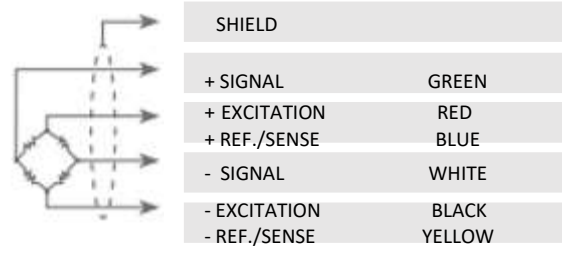 SHIELD
+ SIGNAL GREEN
+ EXCITATION RED
+ REF./SENSE BLUE
- SIGNAL WHITE
- EXCITATION BLACK
- REF./SENSE YELLOW